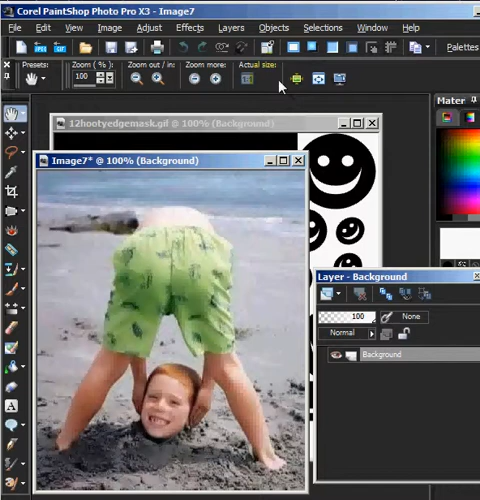 Corel PaintShop Photo Pro X3 - Image7
File Edit View Image Adjust Effects Layers Objects Selections Window Help
Palettes
Presets: Zoom (%): Zoom out / in: Zoom more: Actual size:
100
12hootyedgemask.gif @ 100% (Background)
Mater
Image7* @ 100% (Background)
Layer - Background
100 None
Normal
Background
A